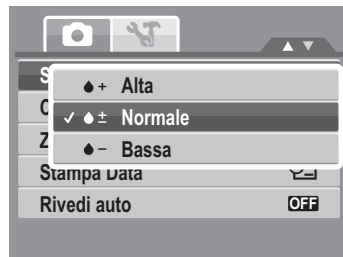 S
Alta
C
Normale
Z
Bassa
Stampa Data
Rivedi auto OFF